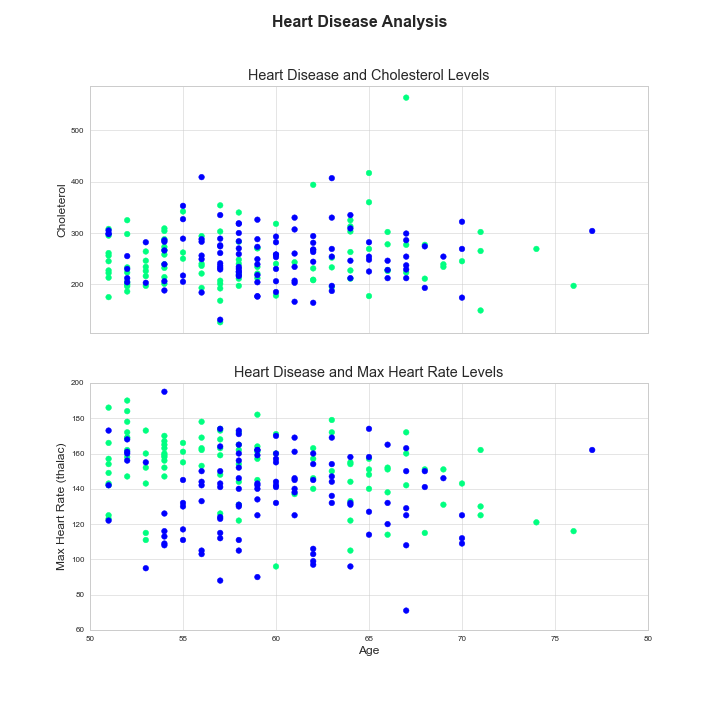 Heart Disease Analysis
Heart Disease and Cholesterol Levels
Choleterol
500
400
300
200
Heart Disease and Max Heart Rate Levels
Max Heart Rate (thalac)
200
180
160
140
120
100
80
60
50 55 60 65 70 75 80
Age